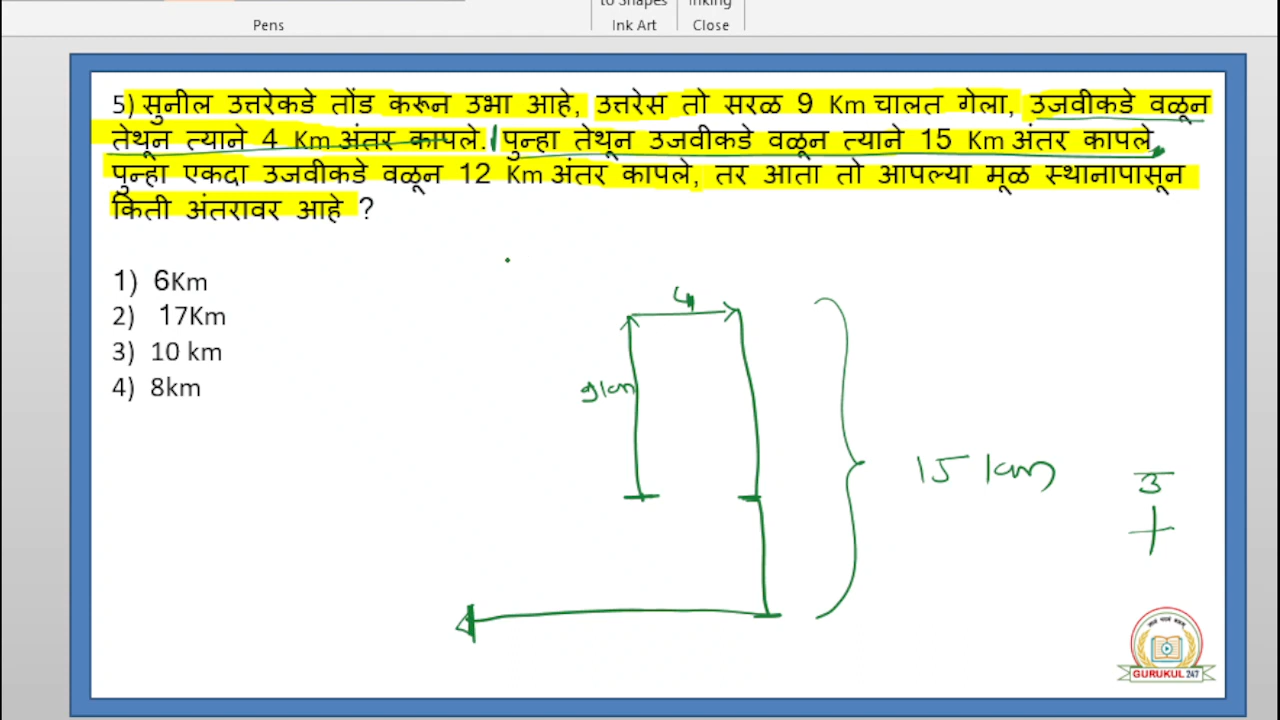 to Shapes
Inking
Pens
Ink Art
Close
5) सुनील उत्तरेकडे तोंड करून उभा आहे, उत्तरेस तो सरळ 9 Km चालत गेला, उजवीकडे वळून
तेथून त्याने 4 Km अंतर कापले. पुन्हा तेथून उजवीकडे वळून त्याने 15 Km अंतर कापले,
पुन्हा एकदा उजवीकडे वळून 12 Km अंतर कापले, तर आता तो आपल्या मूळ स्थानापासून
किती अंतरावर आहे ?
1) 6Km
2) 17Km
3) 10 km
4) 8km
4
9km
15 km
उ
GURUKUL 247